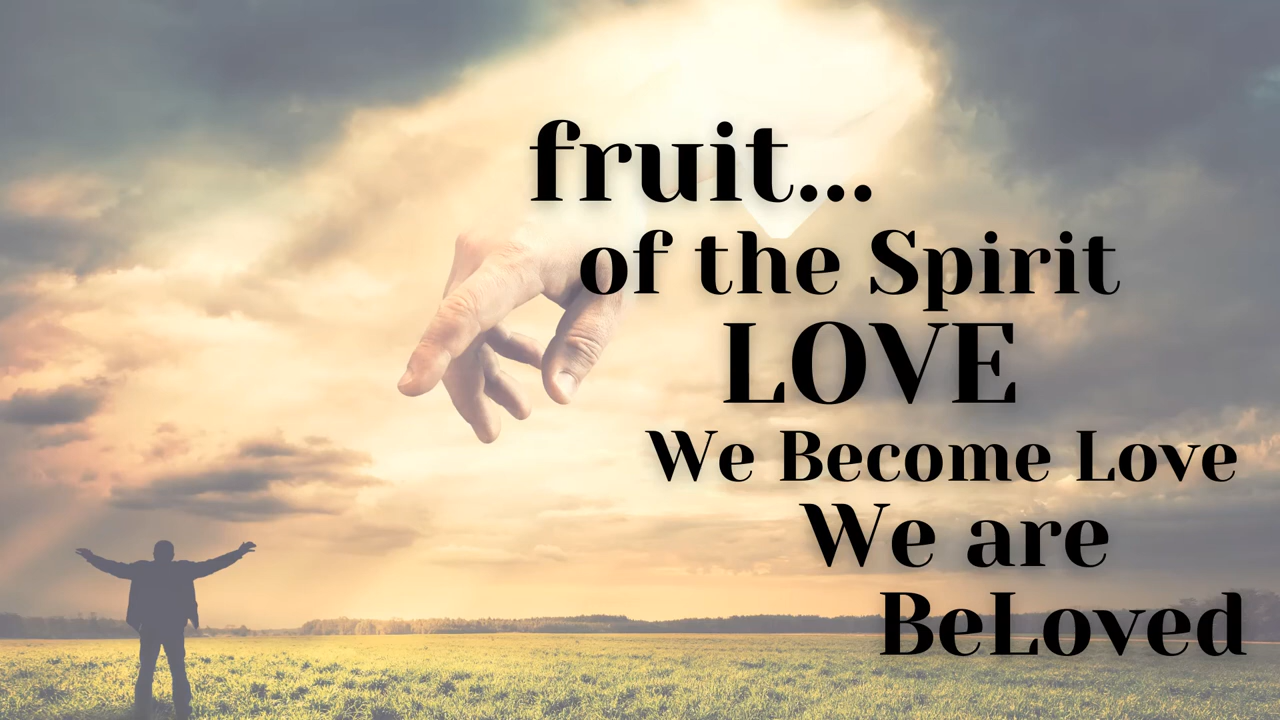 fruit...
of the Spirit
LOVE
We Become Love
We are
BeLoved